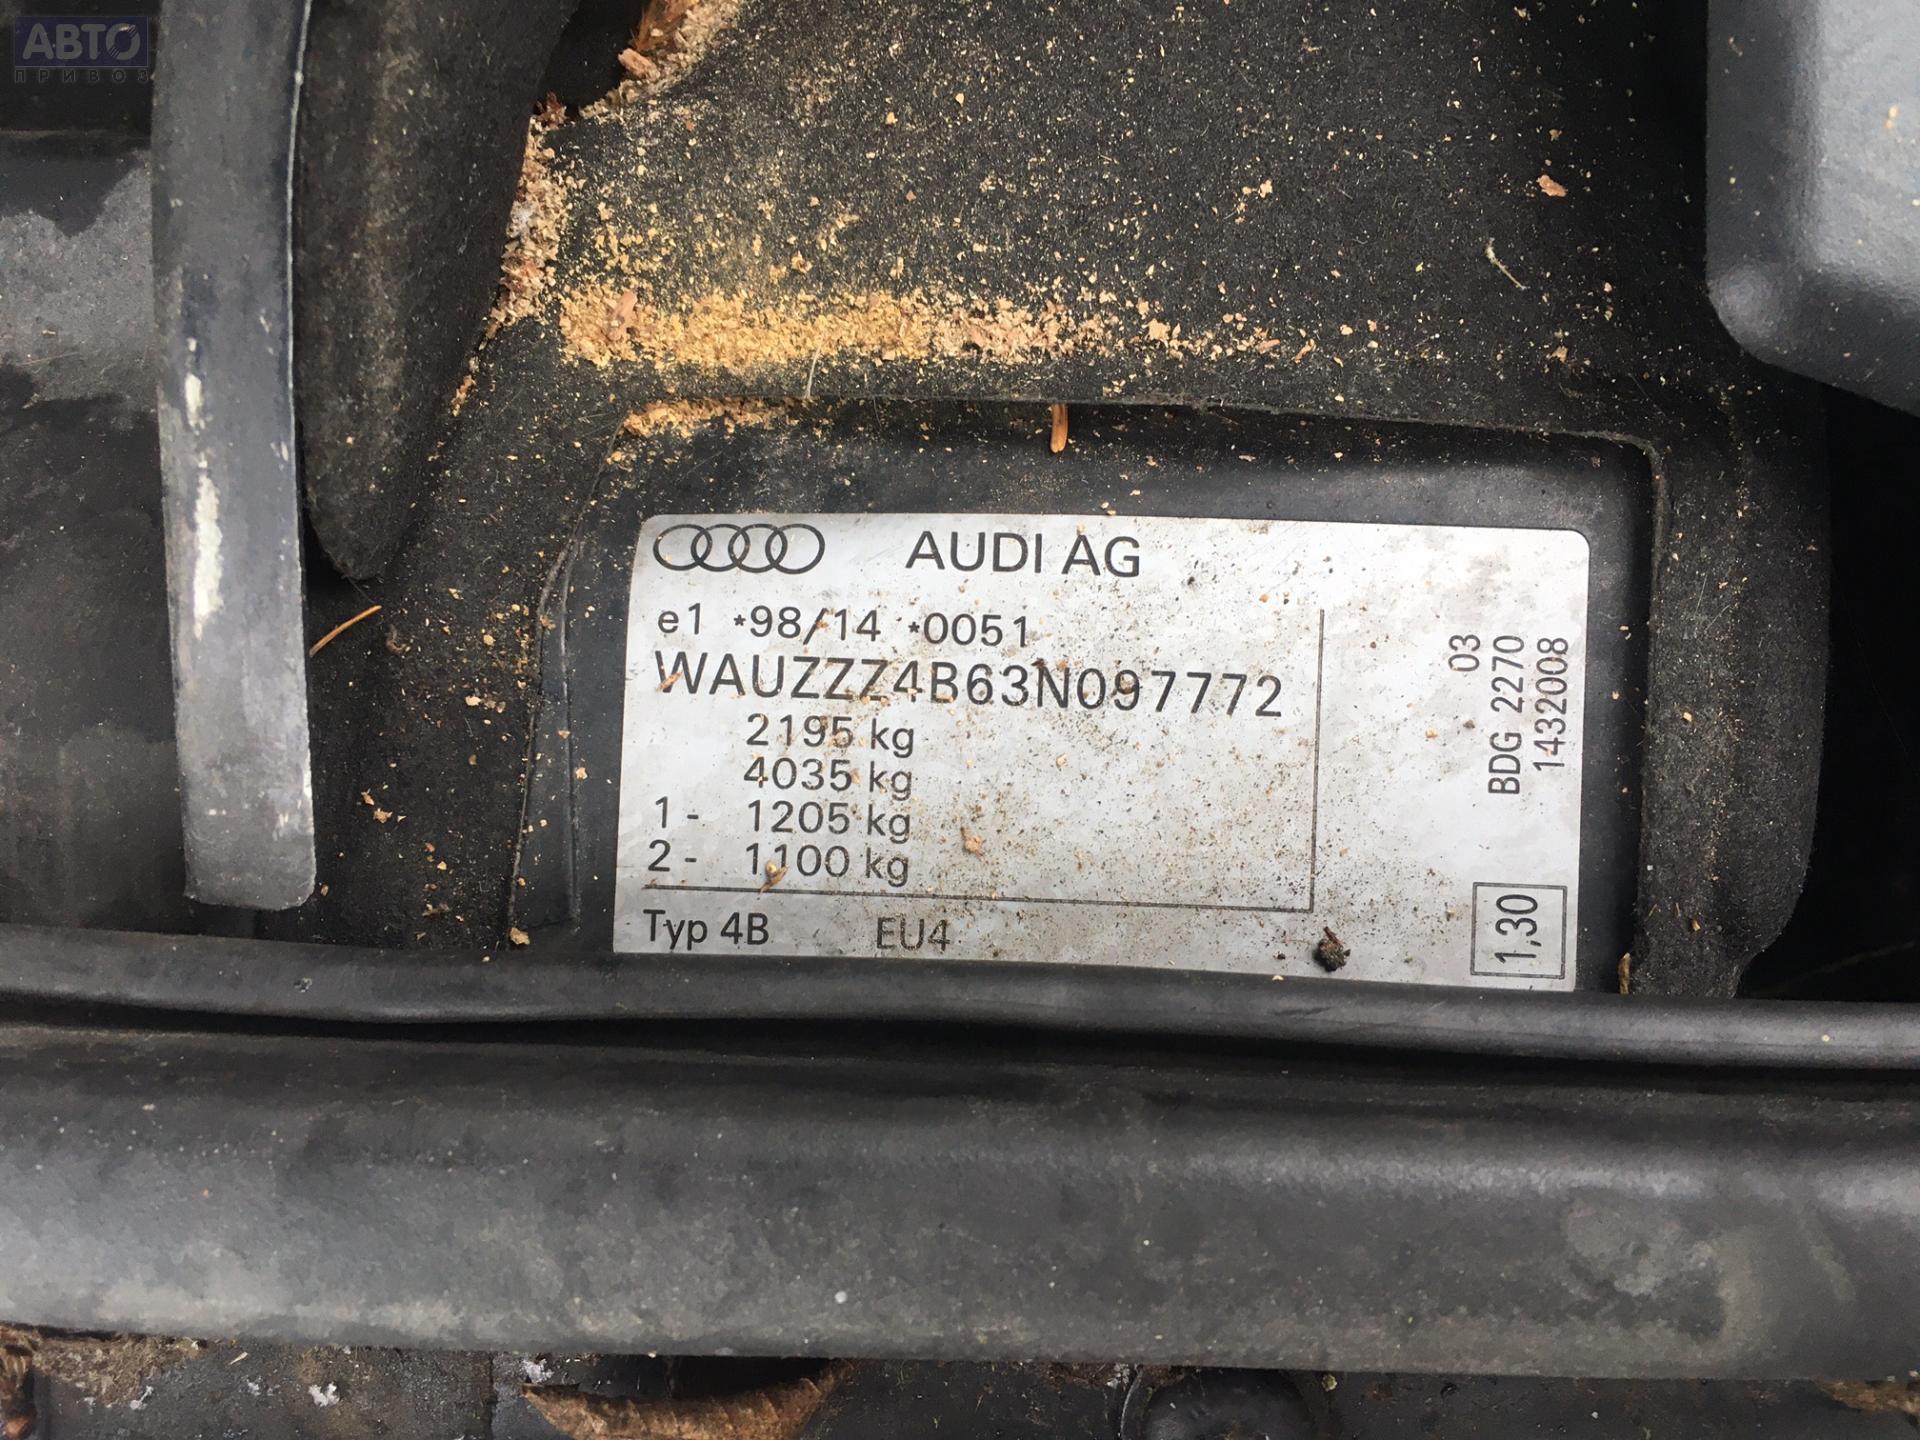 АВТО
ПРИВОЗ
AUDI AG
e1 *98/14 *0051
WAUZZZ4B63N097772
2195 kg
4035 kg
1- 1205 kg
2- 1100 kg
Typ 4B EU4
03
BDG 2270
1432008
1,30